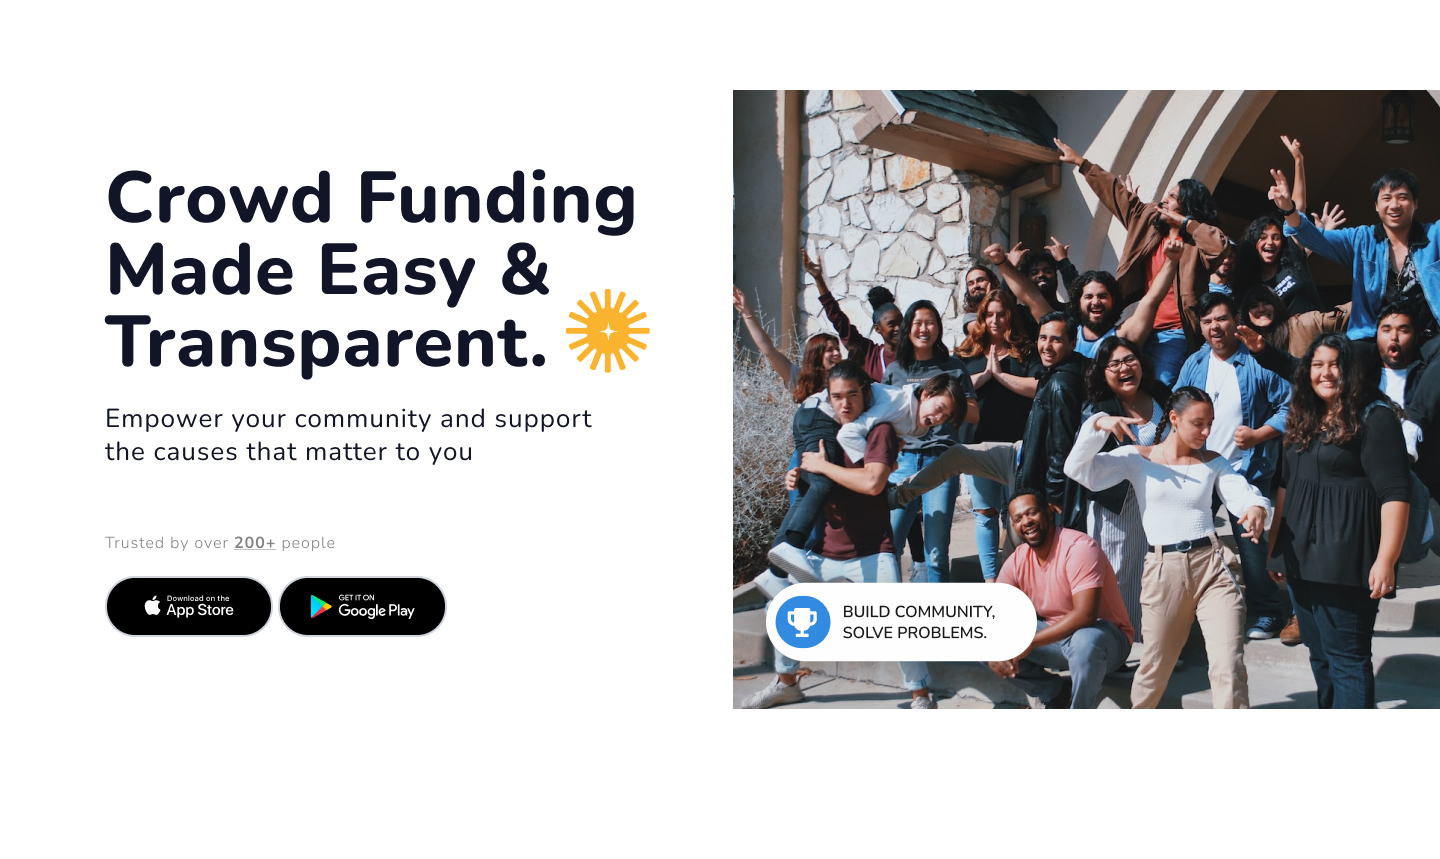 Crowd Funding
Made Easy &
Transparent.
Empower your community and support
the causes that matter to you
Trusted by over 200+ people
Download on the
App Store
GET IT ON
Google Play
BUILD COMMUNITY,
SOLVE PROBLEMS.